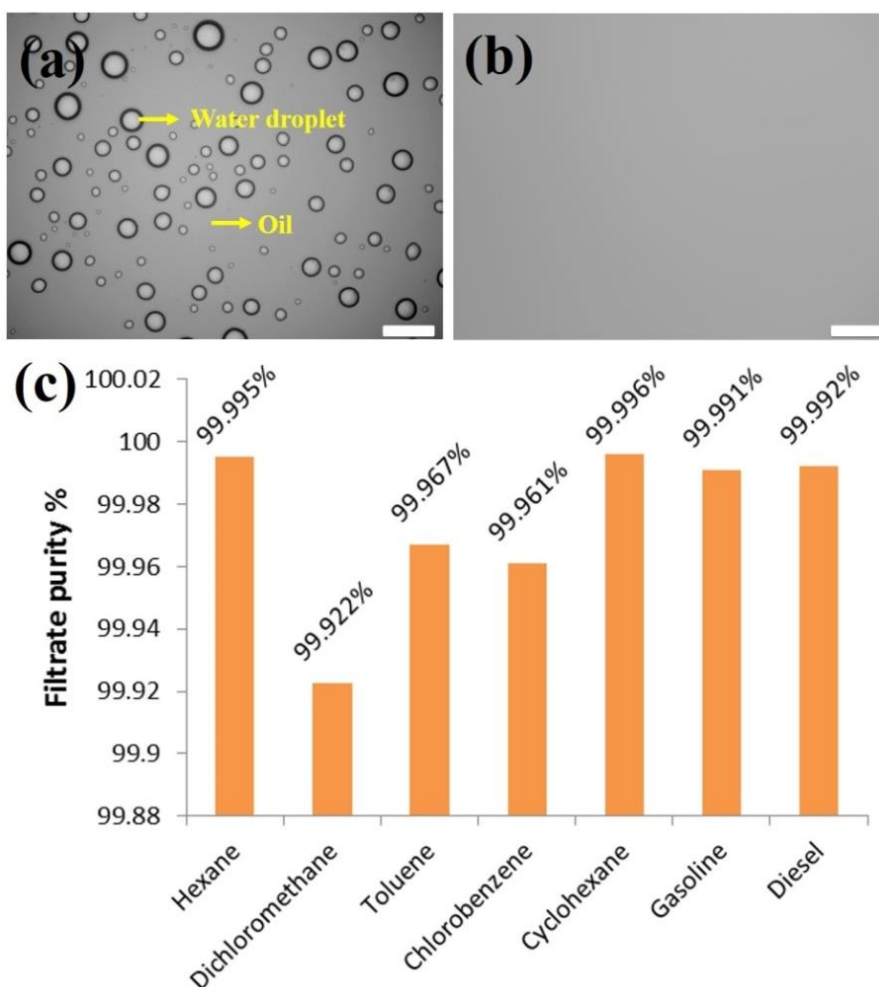 (a)
Water droplet
Oil
(b)
(c)
Filtrate purity %
100.02
100
99.98
99.96
99.94
99.92
99.9
99.88
99.995%
99.922%
99.967%
99.961%
99.996%
99.991%
99.992%
Hexane
Dichloromethane
Toluene
Chlorobenzene
Cyclohexane
Gasoline
Diesel